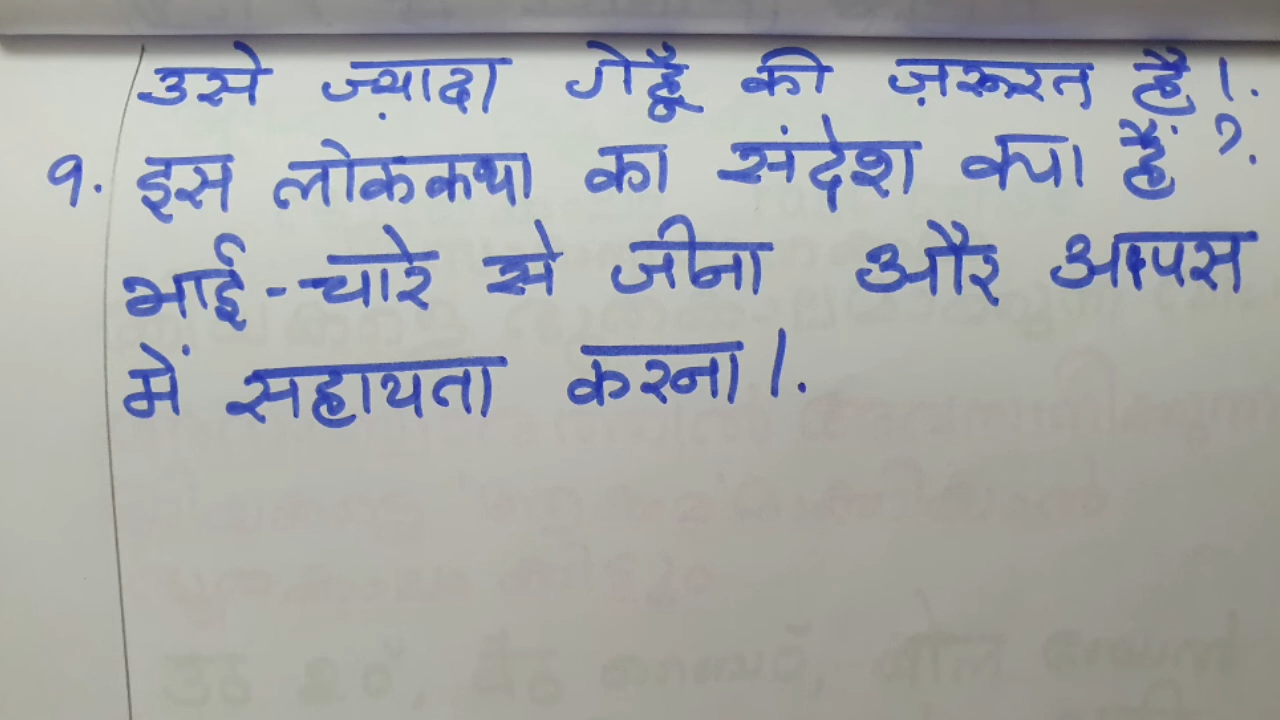 उसे ज़्यादा गेहूँ की ज़रूरत है।.
9. इस लोककथा का संदेश क्या हैं?
भाई-चारे से जीना और आपस
में सहायता करना।.